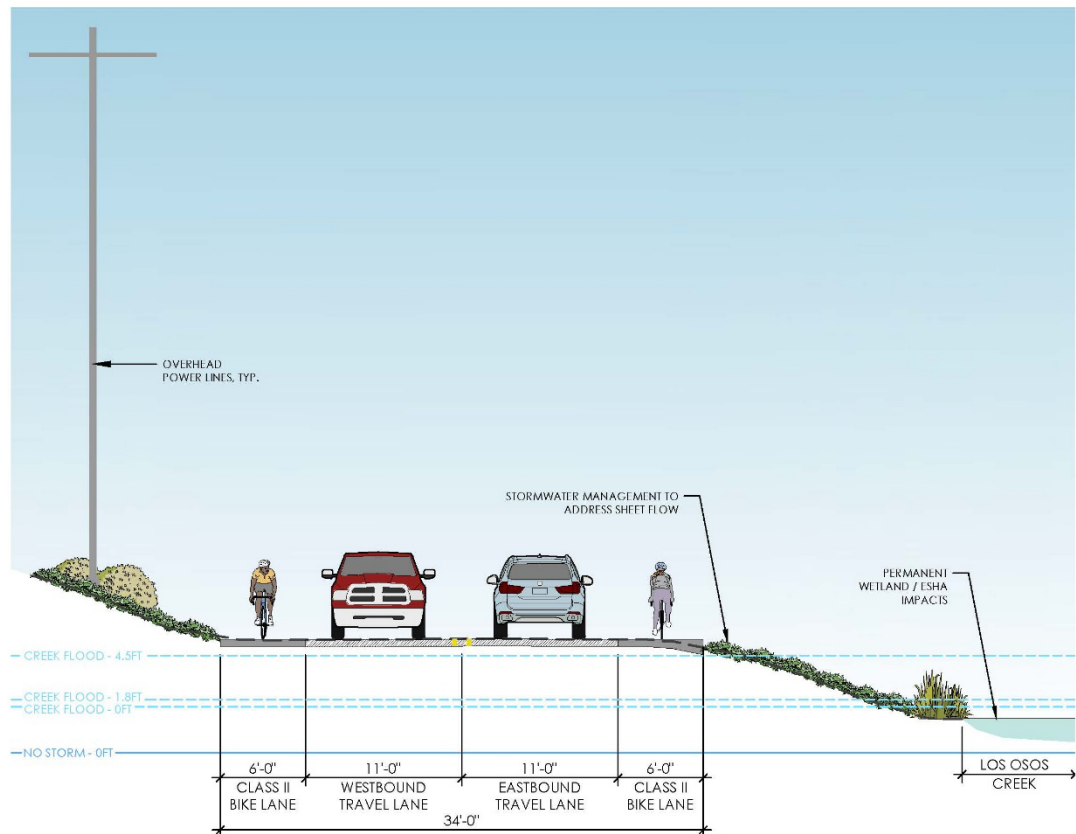 OVERHEAD
POWER LINES, TYP.
STORMWATER MANAGEMENT TO
ADDRESS SHEET FLOW
PERMANENT
WETLAND / ESHA
IMPACTS
CREEK FLOOD - 4.5FT
CREEK FLOOD - 1.8FT
CREEK FLOOD - 0FT
NO STORM - 0FT
6'-0"
CLASS II
BIKE LANE
11'-0"
WESTBOUND
TRAVEL LANE
11'-0"
EASTBOUND
TRAVEL LANE
6'-0"
CLASS II
BIKE LANE
LOS OSOS
CREEK
34'-0"